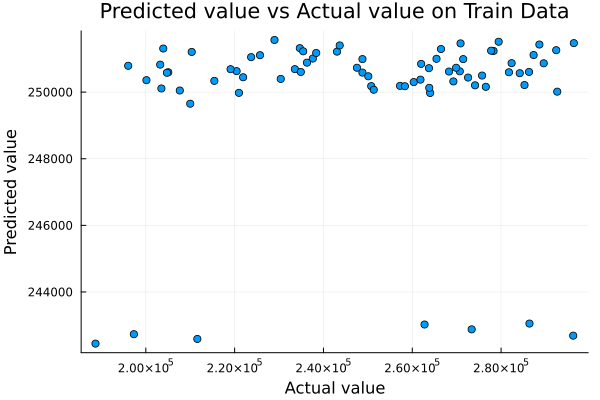 Predicted value vs Actual value on Train Data
Predicted value
250000
248000
246000
244000
2.00×10⁵ 2.20×10⁵ 2.40×10⁵ 2.60×10⁵ 2.80×10⁵
Actual value